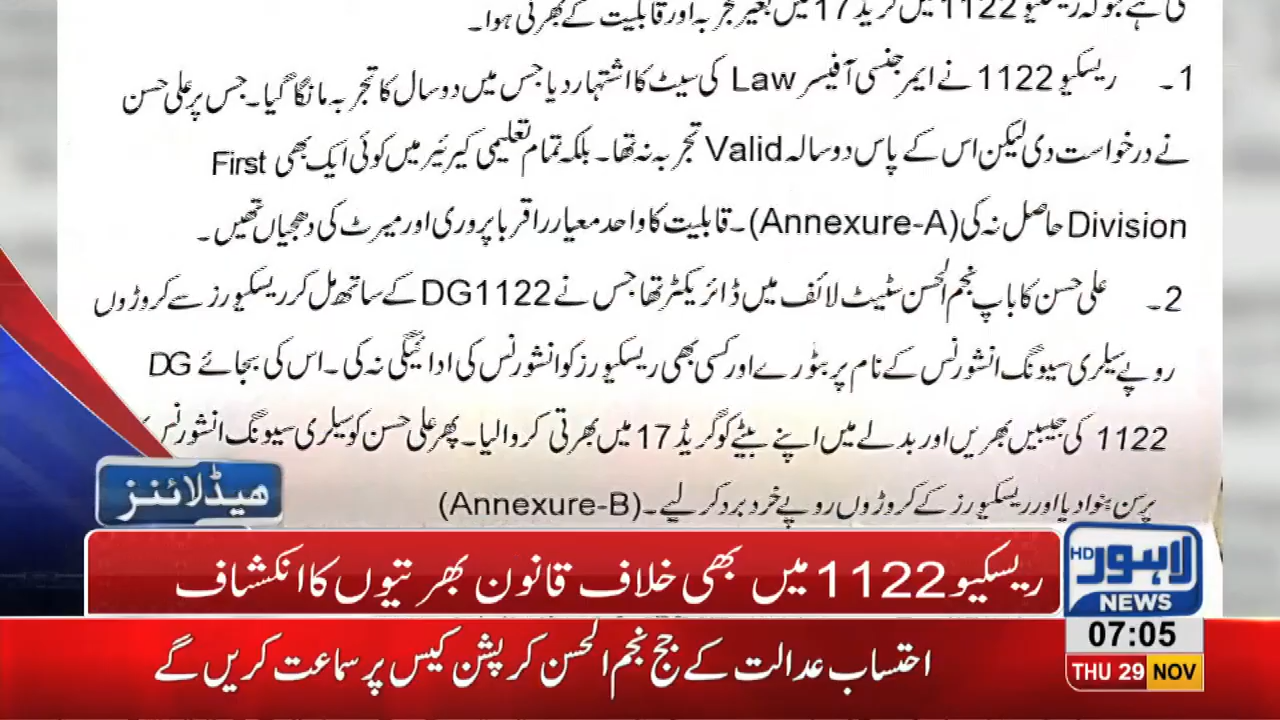 ریسکیو 1122 میں گریڈ 17 میں بغیر تجربہ اور قابلیت کے بھرتی ہوا۔
1۔ ریسکیو 1122 نے ایمرجنسی آفیسر Law کی سیٹ کا اشتہار دیا جس میں دو سال کا تجربہ مانگا گیا۔ جس پر علی حسن
نے درخواست دی لیکن اس کے پاس دو سالہ Valid تجربہ نہ تھا۔ بلکہ تمام تعلیمی کیرئیر میں کوئی ایک بھی First
Division حاصل نہ کی (Annexure-A)۔ قابلیت کا واحد معیار اقربا پروری اور میرٹ کی دھجیاں تھیں۔
2۔ علی حسن کا باپ نجم الحسن سٹیٹ لائف میں ڈائریکٹر تھا جس نے DG1122 کے ساتھ مل کر ریسکیورز سے کروڑوں
روپے سیلری سیونگ انشورنس کے نام پر بٹورے اور کسی بھی ریسکیورز کو انشورنس کی ادائیگی نہ کی۔ اس کی بجائے DG
1122 کی جیبیں بھریں اور بدلے میں اپنے بیٹے کو گریڈ 17 میں بھرتی کروالیا۔ پھر علی حسن کو سیلری سیونگ انشورنس
پرسن بنوا دیا اور ریسکیورز کے کروڑوں روپے خرد برد کر لیے۔ (Annexure-B)
ہیڈلائنز
ریسکیو 1122 میں بھی خلاف قانون بھرتیوں کا انکشاف
لاہور HD
NEWS
07:05
احتساب عدالت کے جج نجم الحسن کرپشن کیس پر سماعت کریں گے
THU 29 NOV